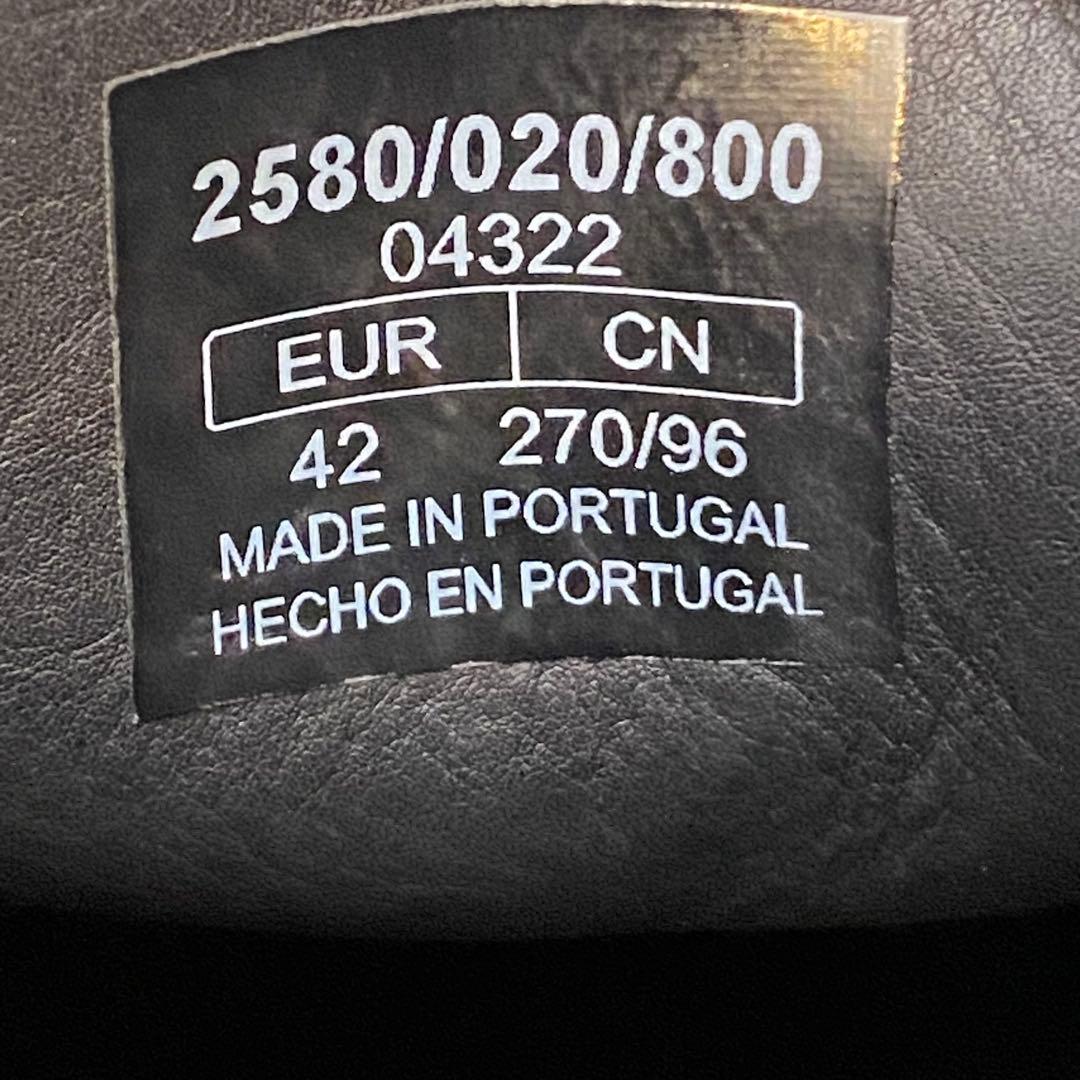 2580/020/800
04322
EUR CN
42 270/96
MADE IN PORTUGAL
HECHO EN PORTUGAL